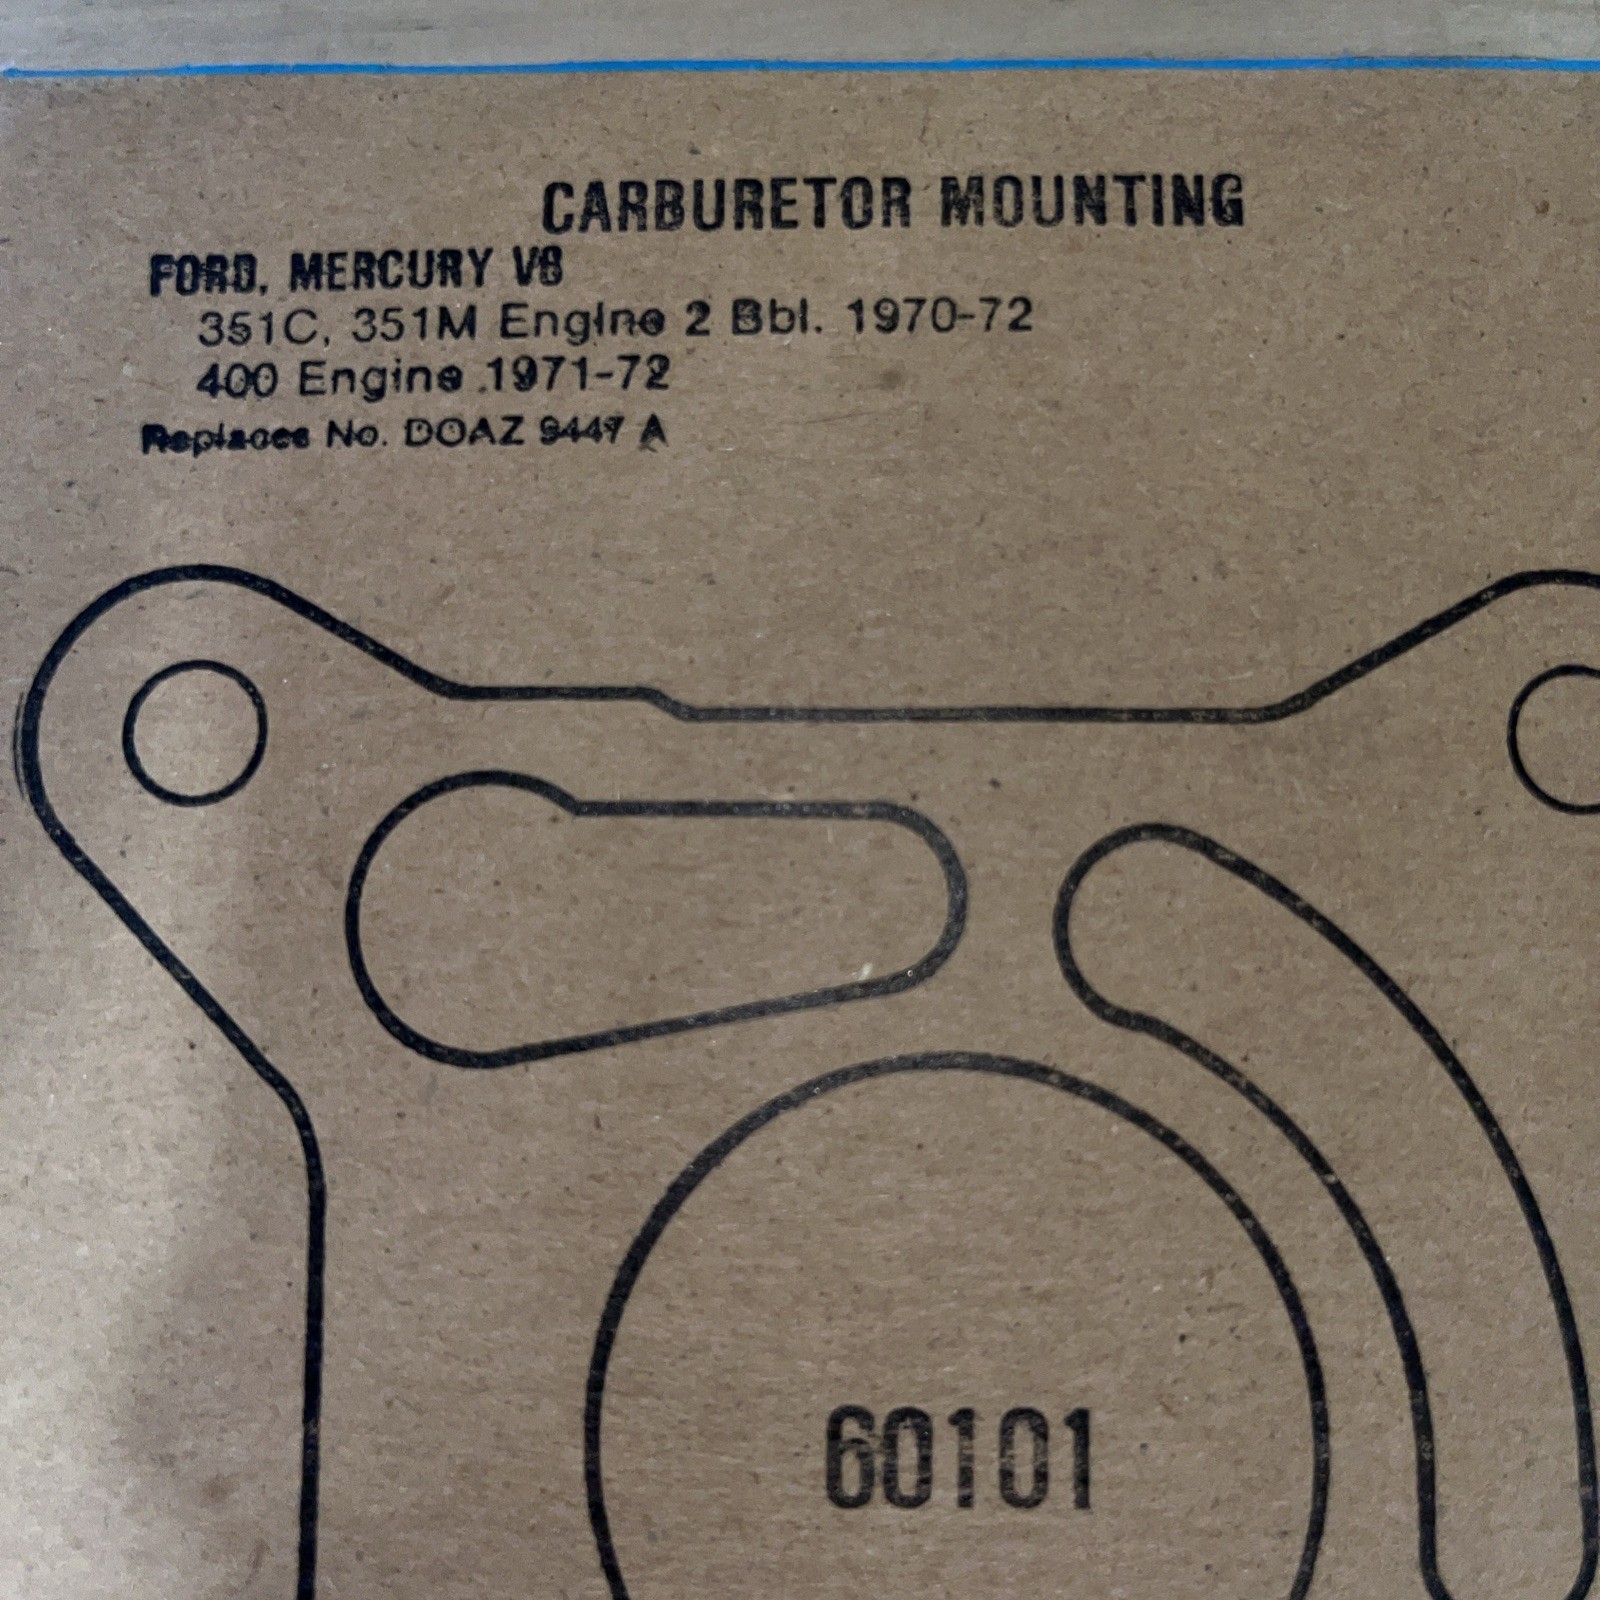 CARBURETOR MOUNTING
FORD, MERCURY V8
351C, 351M Engine 2 Bbl. 1970-72
400 Engine 1971-72
Replaces No. DOAZ 9447 A
60101